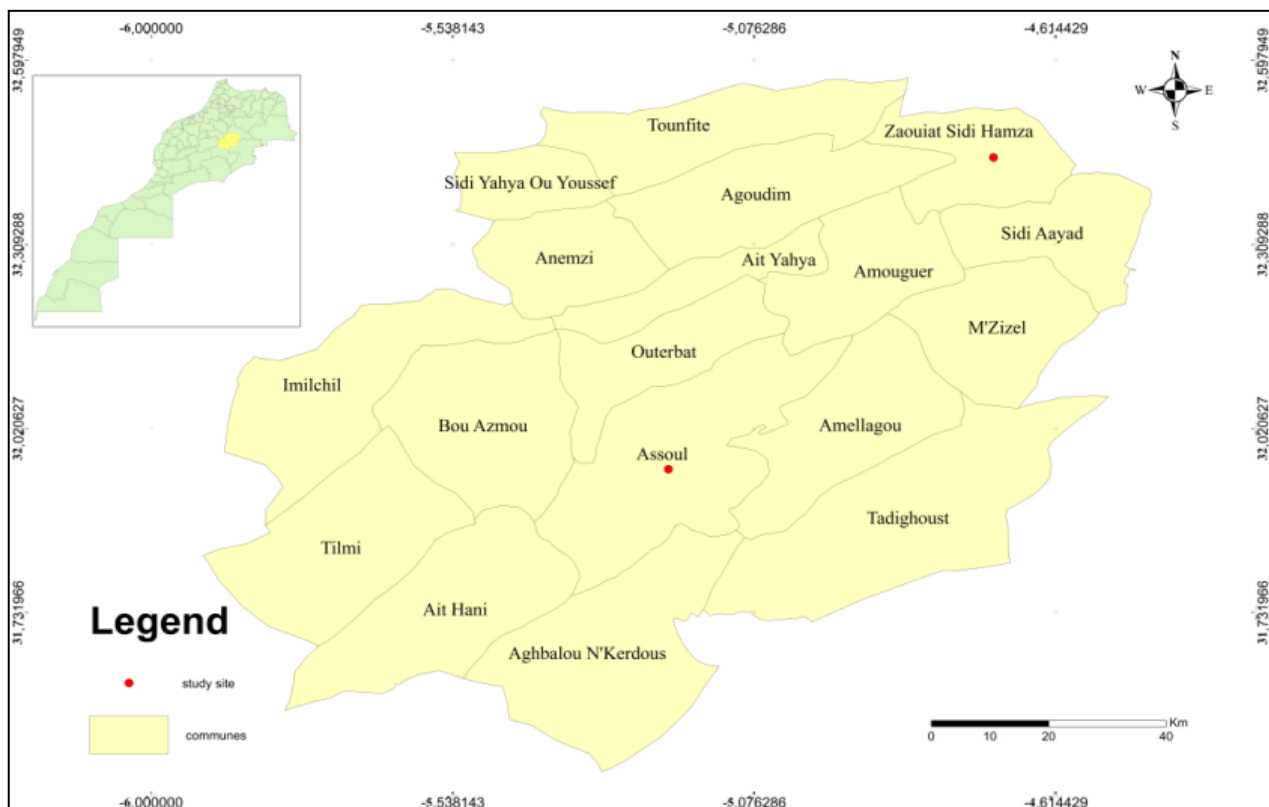 -6,000000 -5,538143 -5,076286 -4,614429
32,597949 32,597949
N
W E
S
Tounfite
Zaouiat Sidi Hamza
Sidi Yahya Ou Youssef
Agoudim
Sidi Aayad
32,309288 32,309288
Anemzi
Ait Yahya
Amouguer
M'Zizel
Outerbat
Imilchil
Bou Azmou
Amellagou
32,020627 32,020627
Assoul
Tadighoust
Tilmi
Ait Hani
31,731966 31,731966
Legend
Aghbalou N'Kerdous
study site
communes
Km
0 10 20 40
-6,000000 -5,538143 -5,076286 -4,614429